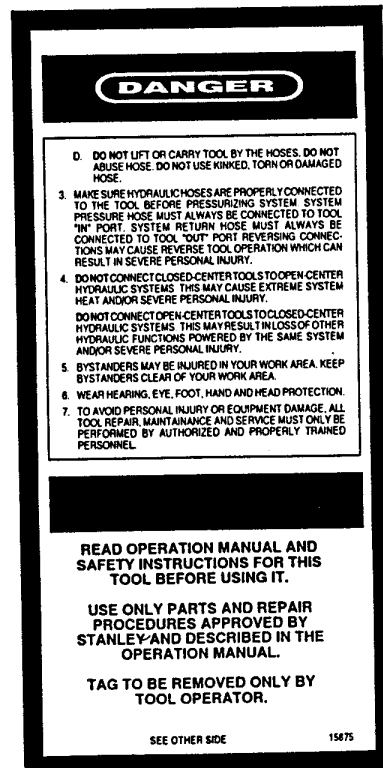 DANGER
D. DO NOT LIFT OR CARRY TOOL BY THE HOSES. DO NOT
ABUSE HOSE. DO NOT USE KINKED, TORN OR DAMAGED
HOSE.
3. MAKE SURE HYDRAULIC HOSES ARE PROPERLY CONNECTED
TO THE TOOL BEFORE PRESSURIZING SYSTEM. SYSTEM
PRESSURE HOSE MUST ALWAYS BE CONNECTED TO TOOL
"IN" PORT. SYSTEM RETURN HOSE MUST ALWAYS BE
CONNECTED TO TOOL "OUT" PORT REVERSING CONNEC-
TIONS MAY CAUSE REVERSE TOOL OPERATION WHICH CAN
RESULT IN SEVERE PERSONAL INJURY.
4. DO NOT CONNECT CLOSED-CENTER TOOLS TO OPEN-CENTER
HYDRAULIC SYSTEMS THIS MAY CAUSE EXTREME SYSTEM
HEAT AND/OR SEVERE PERSONAL INJURY.
DO NOT CONNECT OPEN-CENTER TOOLS TO CLOSED-CENTER
HYDRAULIC SYSTEMS THIS MAY RESULT IN LOSS OF OTHER
HYDRAULIC FUNCTIONS POWERED BY THE SAME SYSTEM
AND/OR SEVERE PERSONAL INJURY.
5. BYSTANDERS MAY BE INJURED IN YOUR WORK AREA. KEEP
BYSTANDERS CLEAR OF YOUR WORK AREA.
6. WEAR HEARING, EYE, FOOT, HAND AND HEAD PROTECTION.
7. TO AVOID PERSONAL INJURY OR EQUIPMENT DAMAGE, ALL
TOOL REPAIR, MAINTAINANCE AND SERVICE MUST ONLY BE
PERFORMED BY AUTHORIZED AND PROPERLY TRAINED
PERSONNEL.
READ OPERATION MANUAL AND
SAFETY INSTRUCTIONS FOR THIS
TOOL BEFORE USING IT.
USE ONLY PARTS AND REPAIR
PROCEDURES APPROVED BY
STANLEY AND DESCRIBED IN THE
OPERATION MANUAL.
TAG TO BE REMOVED ONLY BY
TOOL OPERATOR.
SEE OTHER SIDE 15875